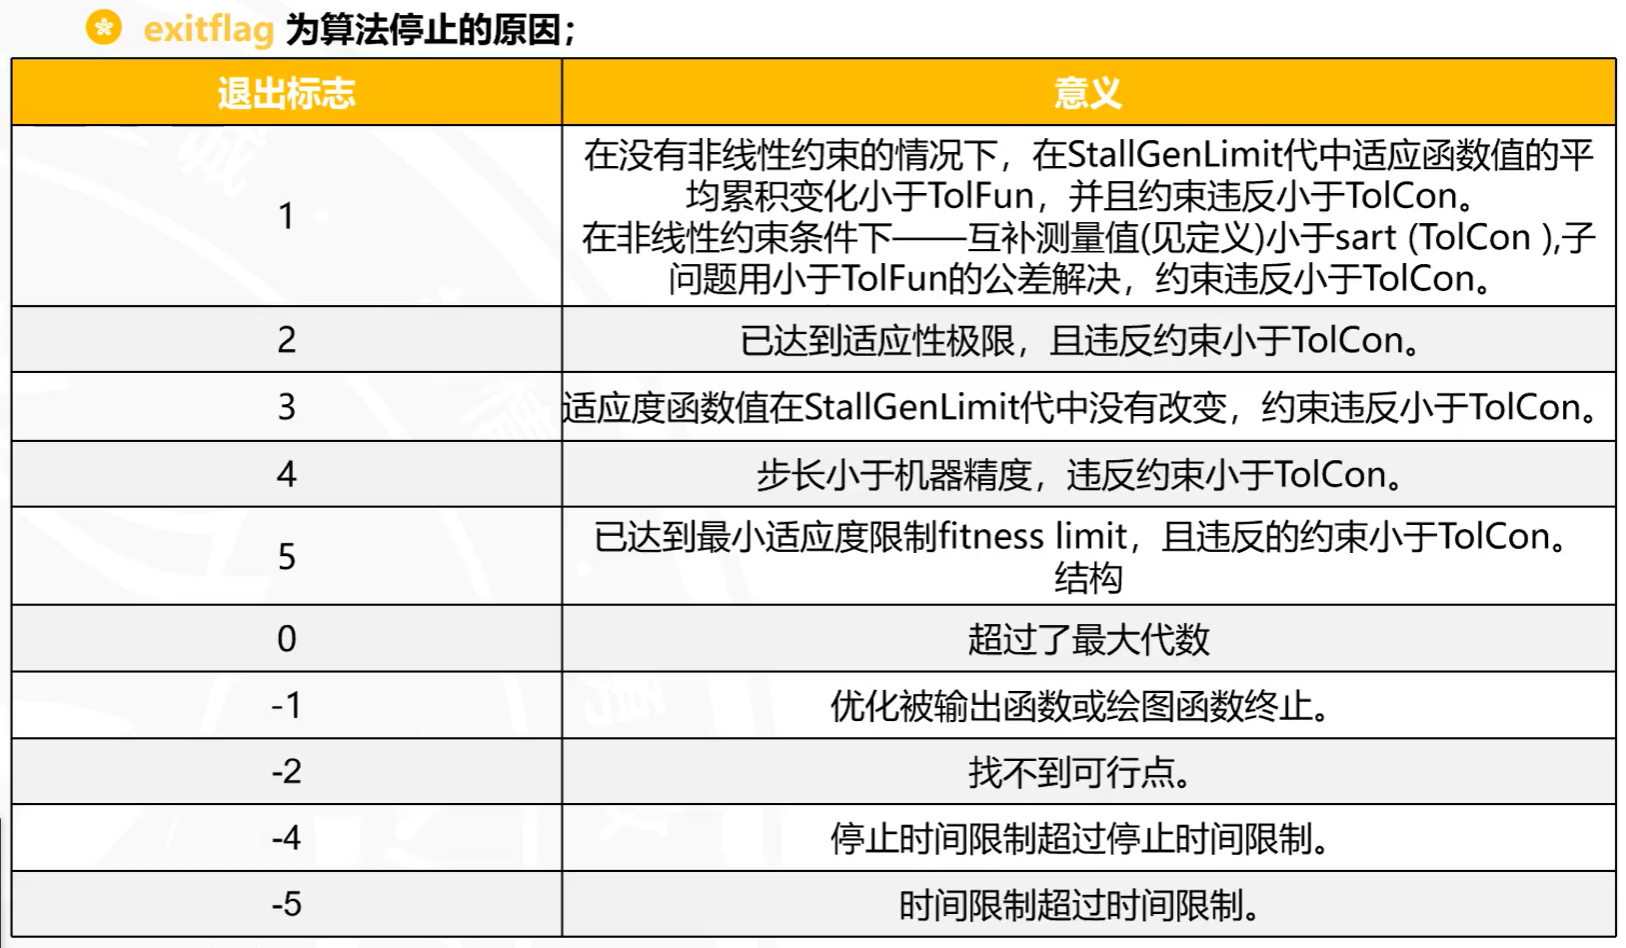 exitflag 为算法停止的原因；
退出标志 意义
1
在没有非线性约束的情况下，在StallGenLimit代中适应函数值的平
均累积变化小于TolFun，并且约束违反小于TolCon。
在非线性约束条件下——互补测量值(见定义)小于sart (TolCon ),子
问题用小于TolFun的公差解决，约束违反小于TolCon。
2 已达到适应性极限，且违反约束小于TolCon。
3 适应度函数值在StallGenLimit代中没有改变，约束违反小于TolCon。
4 步长小于机器精度，违反约束小于TolCon。
5
已达到最小适应度限制fitness limit，且违反的约束小于TolCon。
结构
0 超过了最大代数
-1 优化被输出函数或绘图函数终止。
-2 找不到可行点。
-4 停止时间限制超过停止时间限制。
-5 时间限制超过时间限制。